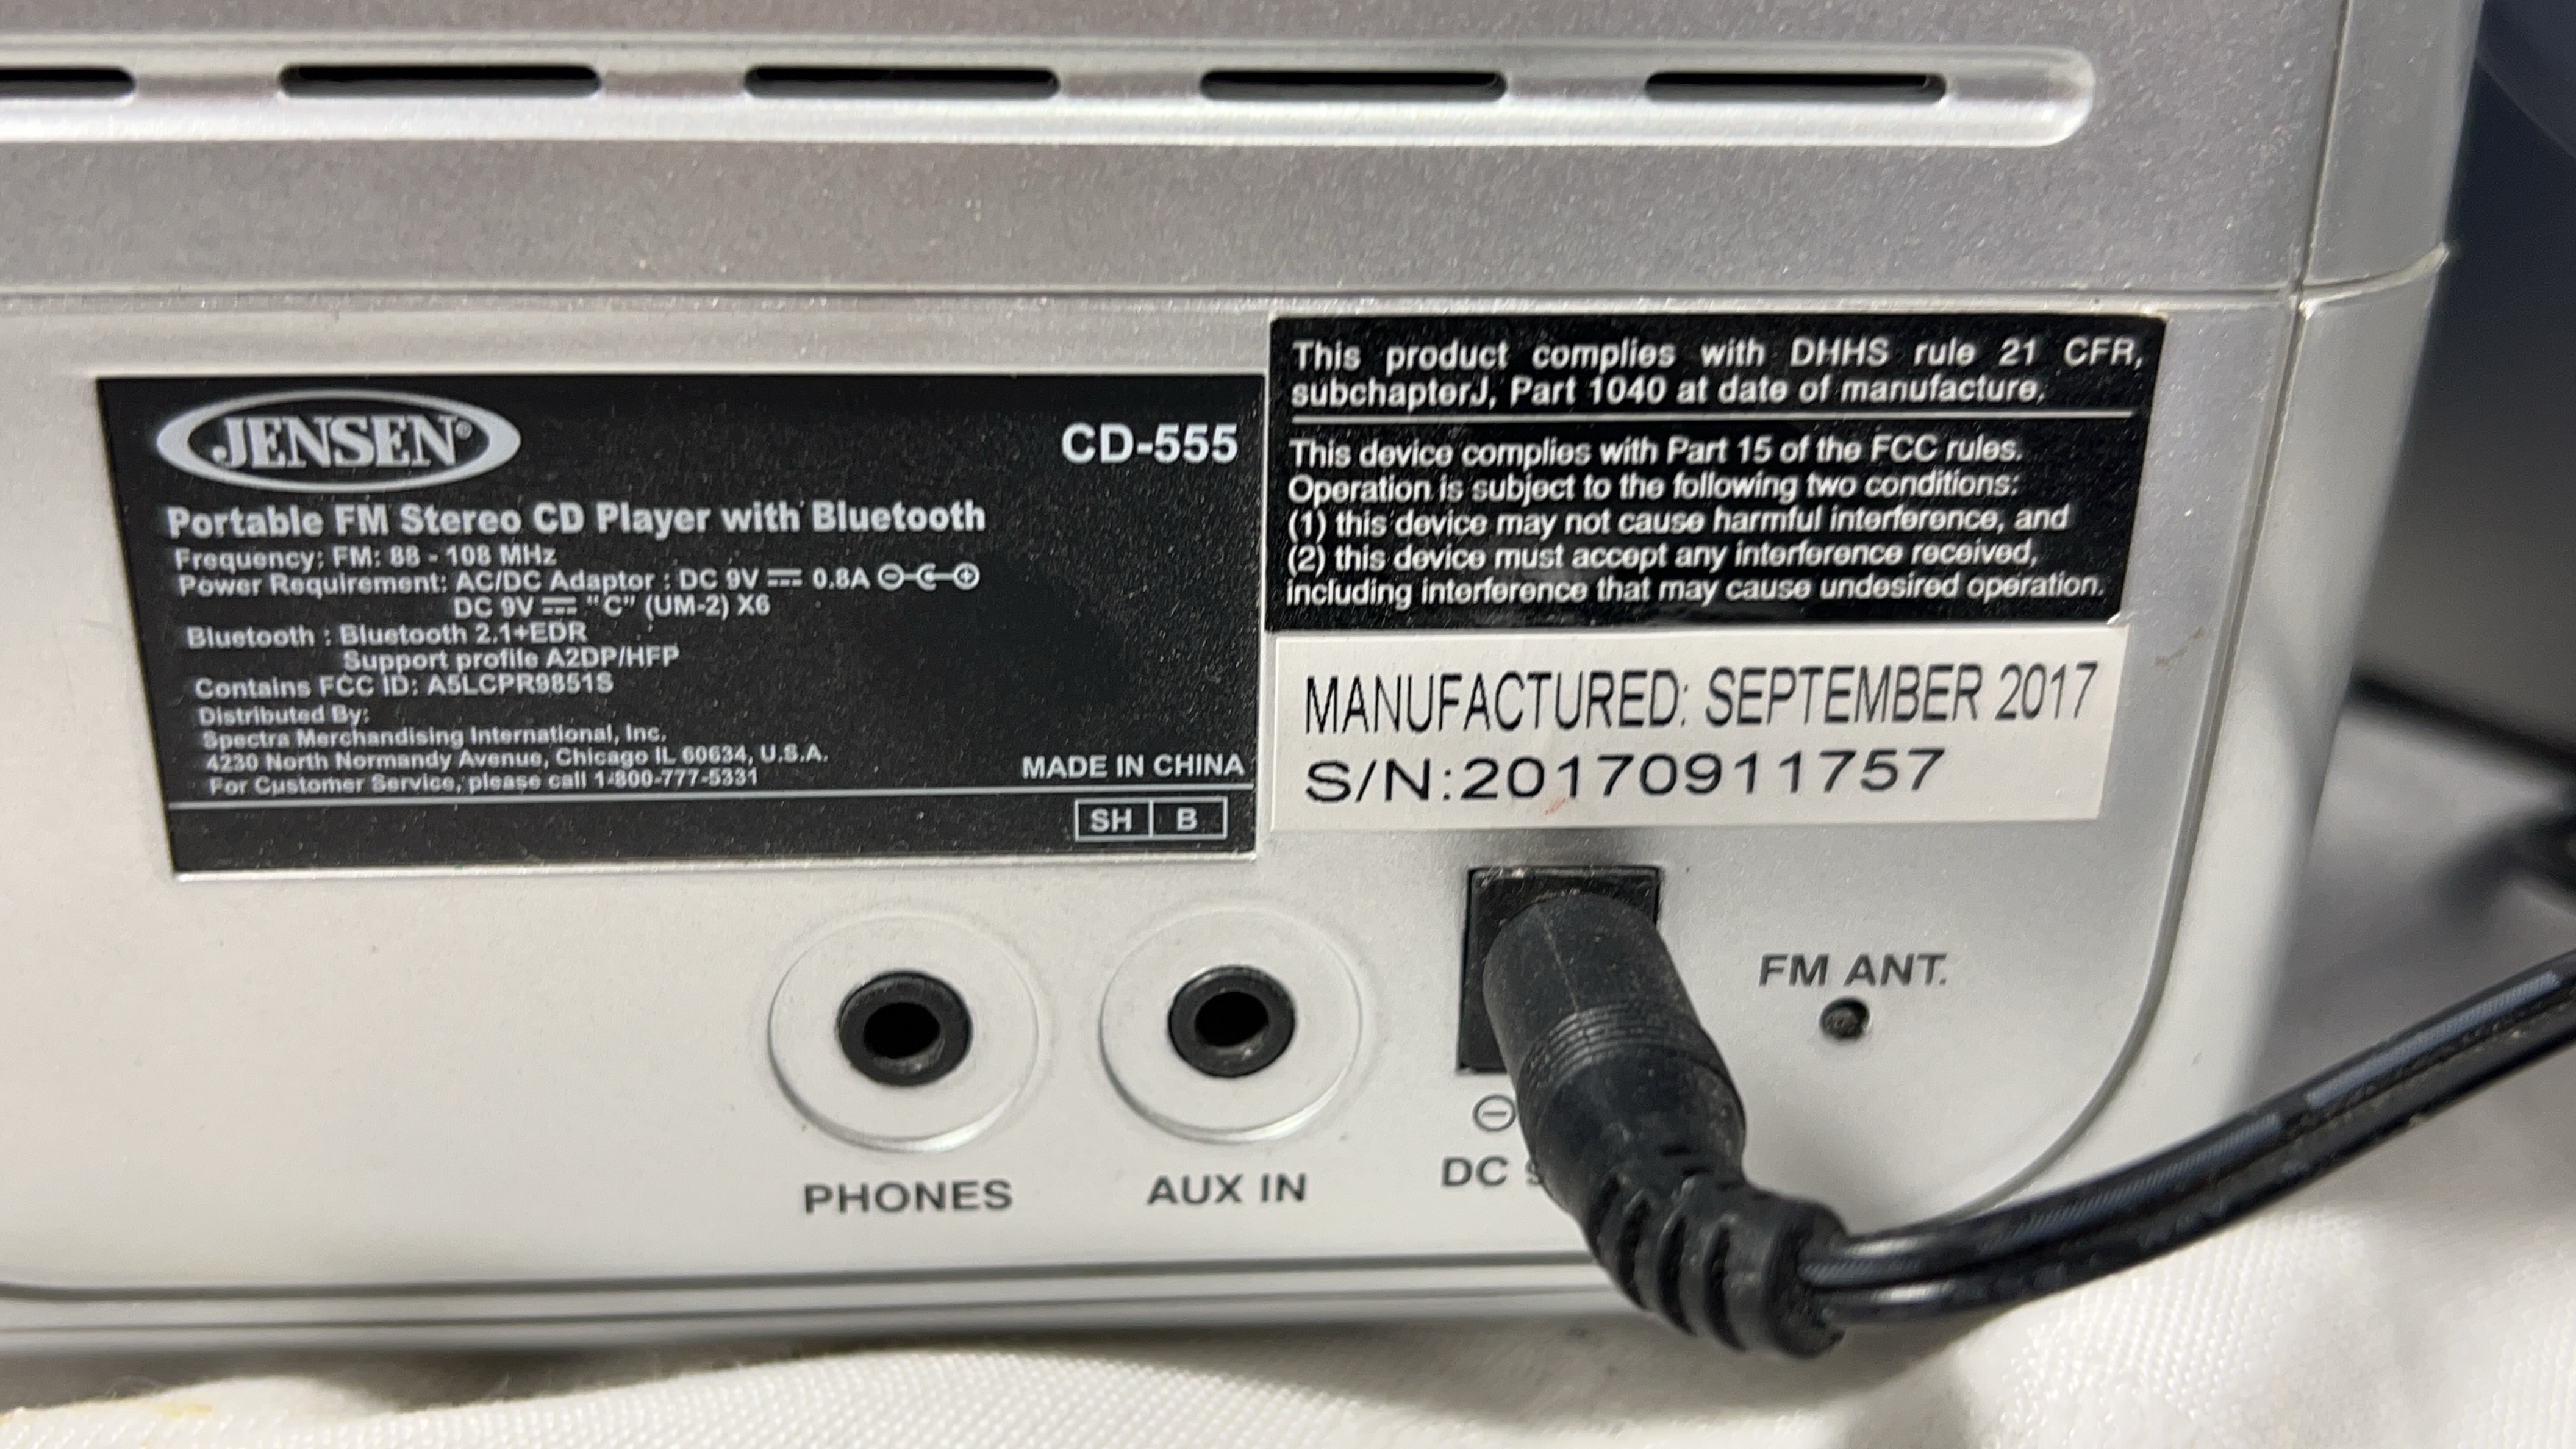 JENSEN®
CD-555
Portable FM Stereo CD Player with Bluetooth
Frequency: FM: 88 - 108 MHz
Power Requirement: AC/DC Adaptor : DC 9V 0.8A
DC 9V "C" (UM-2) X6
Bluetooth : Bluetooth 2.1+EDR
Support profile A2DP/HFP
Contains FCC ID: A5LCPR9851S
Distributed By:
Spectra Merchandising International, Inc.
4230 North Normandy Avenue, Chicago IL 60634, U.S.A.
For Customer Service, please call 1-800-777-5331
MADE IN CHINA
SH B
This product complies with DHHS rule 21 CFR,
subchapterJ, Part 1040 at date of manufacture.
This device complies with Part 15 of the FCC rules.
Operation is subject to the following two conditions:
(1) this device may not cause harmful interference, and
(2) this device must accept any interference received,
including interference that may cause undesired operation.
MANUFACTURED: SEPTEMBER 2017
S/N:20170911757
FM ANT.
PHONES
AUX IN
DC